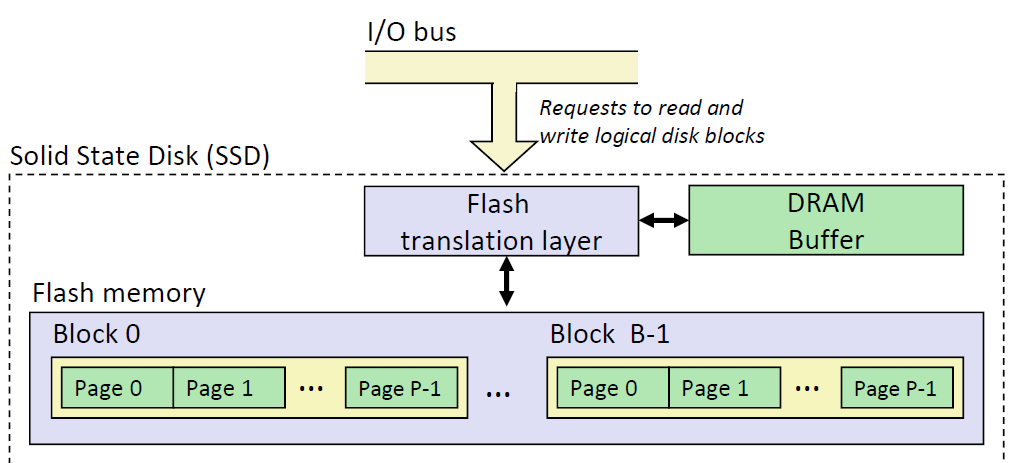 I/O bus
Requests to read and
write logical disk blocks
Solid State Disk (SSD)
Flash
translation layer
DRAM
Buffer
Flash memory
Block 0
Block B-1
Page 0 Page 1 ... Page P-1 ... Page 0 Page 1 ... Page P-1